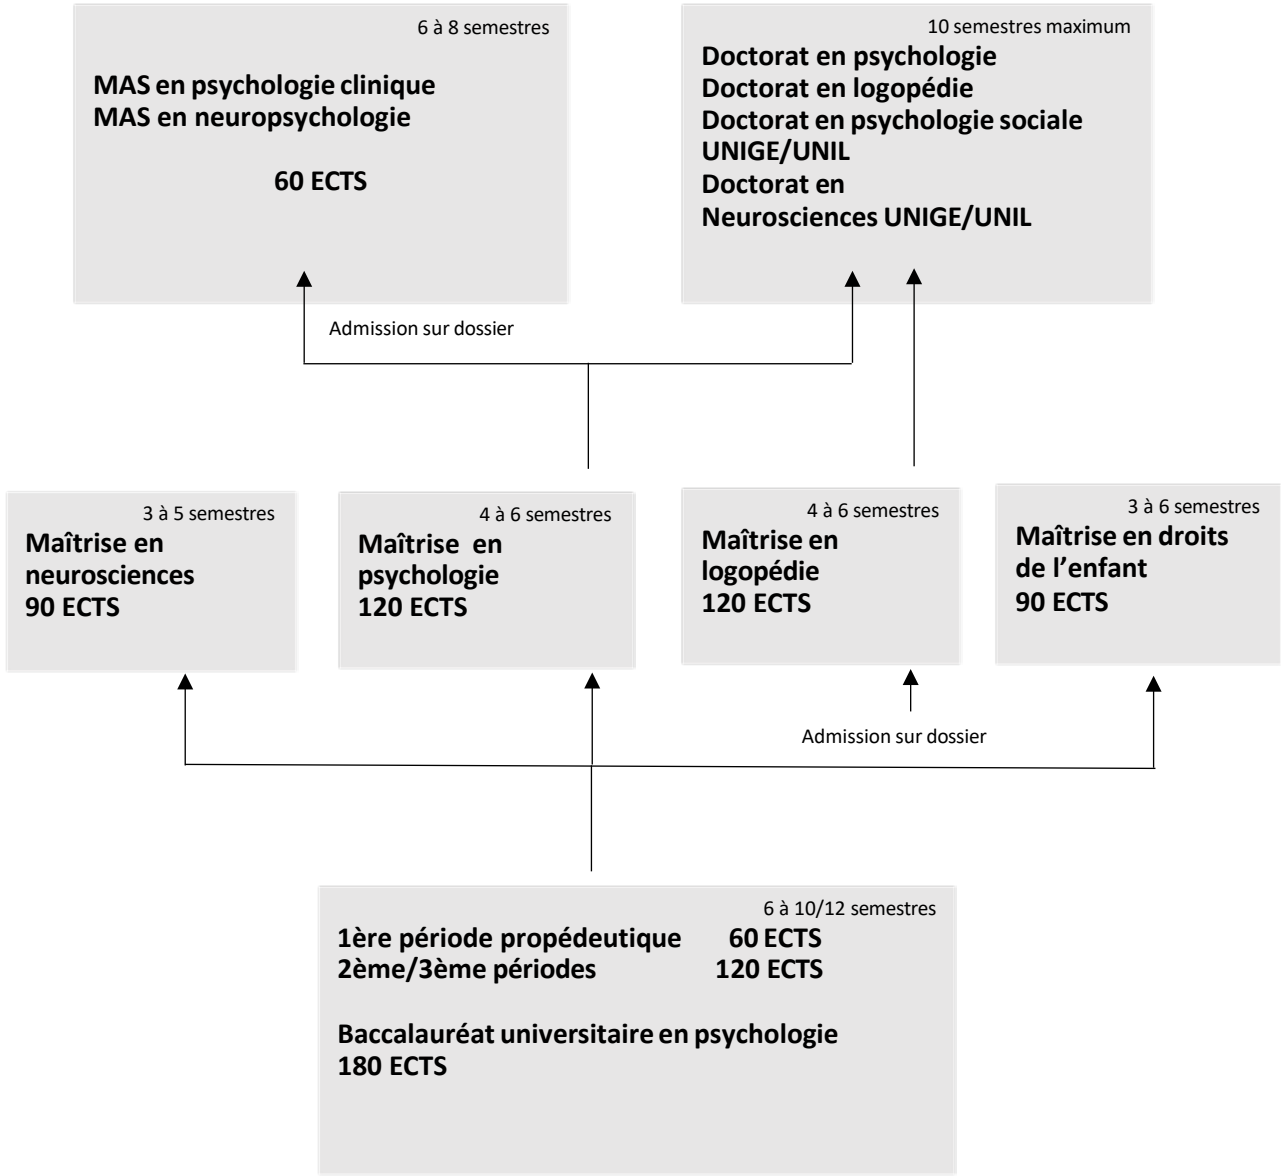 6 à 8 semestres
MAS en psychologie clinique
MAS en neuropsychologie
60 ECTS
10 semestres maximum
Doctorat en psychologie
Doctorat en logopédie
Doctorat en psychologie sociale
UNIGE/UNIL
Doctorat en
Neurosciences UNIGE/UNIL
Admission sur dossier
3 à 5 semestres
Maîtrise en
neurosciences
90 ECTS
4 à 6 semestres
Maîtrise en
psychologie
120 ECTS
4 à 6 semestres
Maîtrise en
logopédie
120 ECTS
3 à 6 semestres
Maîtrise en droits
de l’enfant
90 ECTS
Admission sur dossier
6 à 10/12 semestres
1ère période propédeutique 60 ECTS
2ème/3ème périodes 120 ECTS
Baccalauréat universitaire en psychologie
180 ECTS